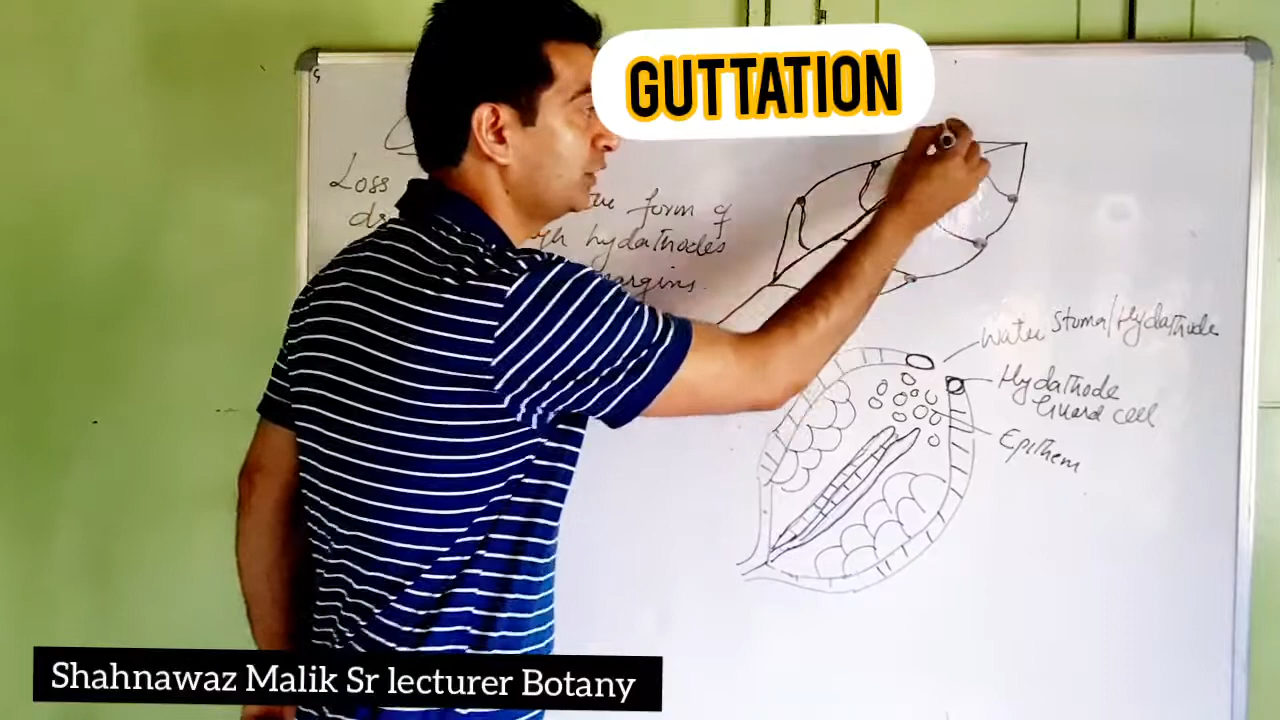 GUTTATION
Loss
form of
hydathodes
margins.
Water Stoma/Hydathode
Hydathode
Guard cell
Epithem
Shahnawaz Malik Sr lecturer Botany